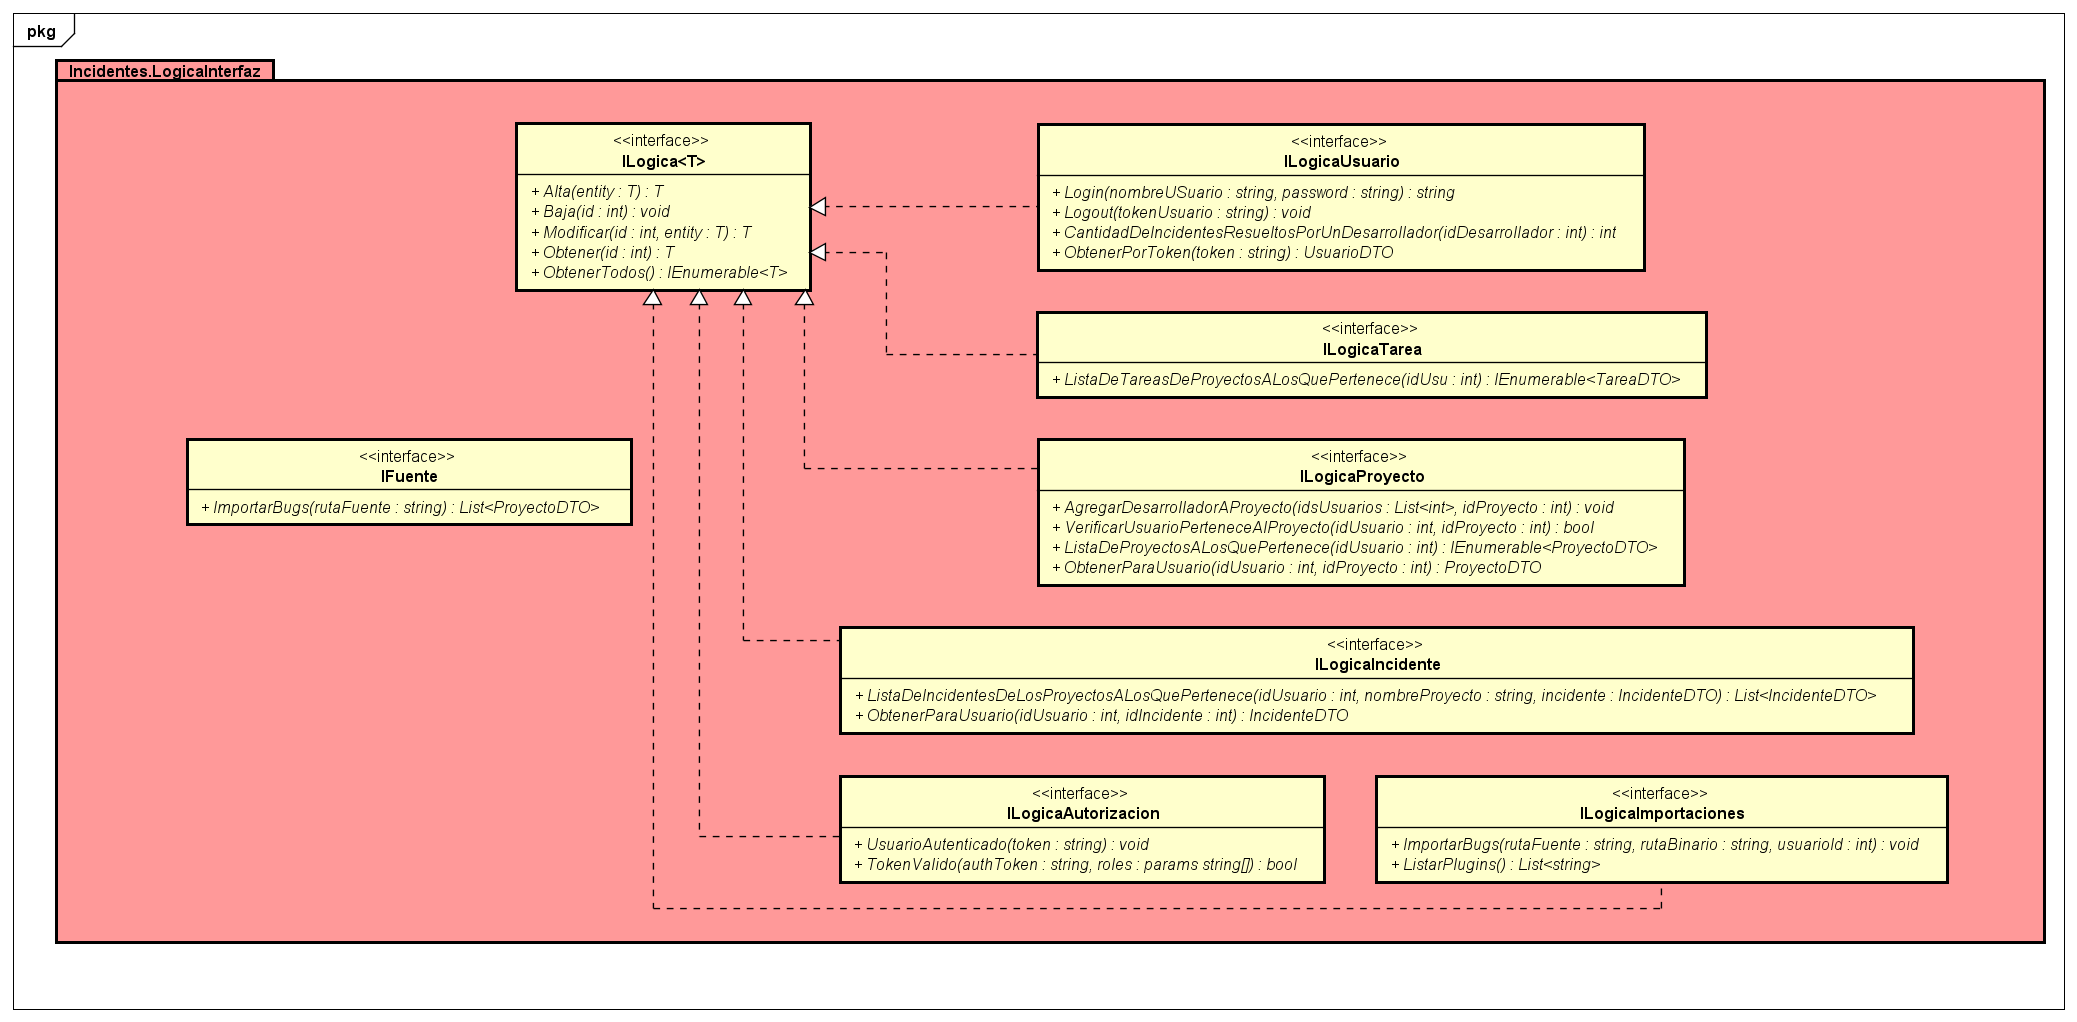 pkg
Incidentes.LogicaInterfaz
<<interface>>
ILogica<T>
+ Alta(entity : T) : T
+ Baja(id : int) : void
+ Modificar(id : int, entity : T) : T
+ Obtener(id : int) : T
+ ObtenerTodos() : IEnumerable<T>
<<interface>>
ILogicaUsuario
+ Login(nombreUSuario : string, password : string) : string
+ Logout(tokenUsuario : string) : void
+ CantidadDeIncidentesResueltosPorUnDesarrollador(idDesarrollador : int) : int
+ ObtenerPorToken(token : string) : UsuarioDTO
<<interface>>
ILogicaTarea
+ ListaDeTareasDeProyectosALosQuePertenece(idUsu : int) : IEnumerable<TareaDTO>
<<interface>>
IFuente
+ ImportarBugs(rutaFuente : string) : List<ProyectoDTO>
<<interface>>
ILogicaProyecto
+ AgregarDesarrolladorAProyecto(idsUsuarios : List<int>, idProyecto : int) : void
+ VerificarUsuarioPerteneceAlProyecto(idUsuario : int, idProyecto : int) : bool
+ ListaDeProyectosALosQuePertenece(idUsuario : int) : IEnumerable<ProyectoDTO>
+ ObtenerParaUsuario(idUsuario : int, idProyecto : int) : ProyectoDTO
<<interface>>
ILogicaIncidente
+ ListaDeIncidentesDeLosProyectosALosQuePertenece(idUsuario : int, nombreProyecto : string, incidente : IncidenteDTO) : List<IncidenteDTO>
+ ObtenerParaUsuario(idUsuario : int, idIncidente : int) : IncidenteDTO
<<interface>>
ILogicaAutorizacion
+ UsuarioAutenticado(token : string) : void
+ TokenValido(authToken : string, roles : params string[]) : bool
<<interface>>
ILogicaImportaciones
+ ImportarBugs(rutaFuente : string, rutaBinario : string, usuarioId : int) : void
+ ListarPlugins() : List<string>